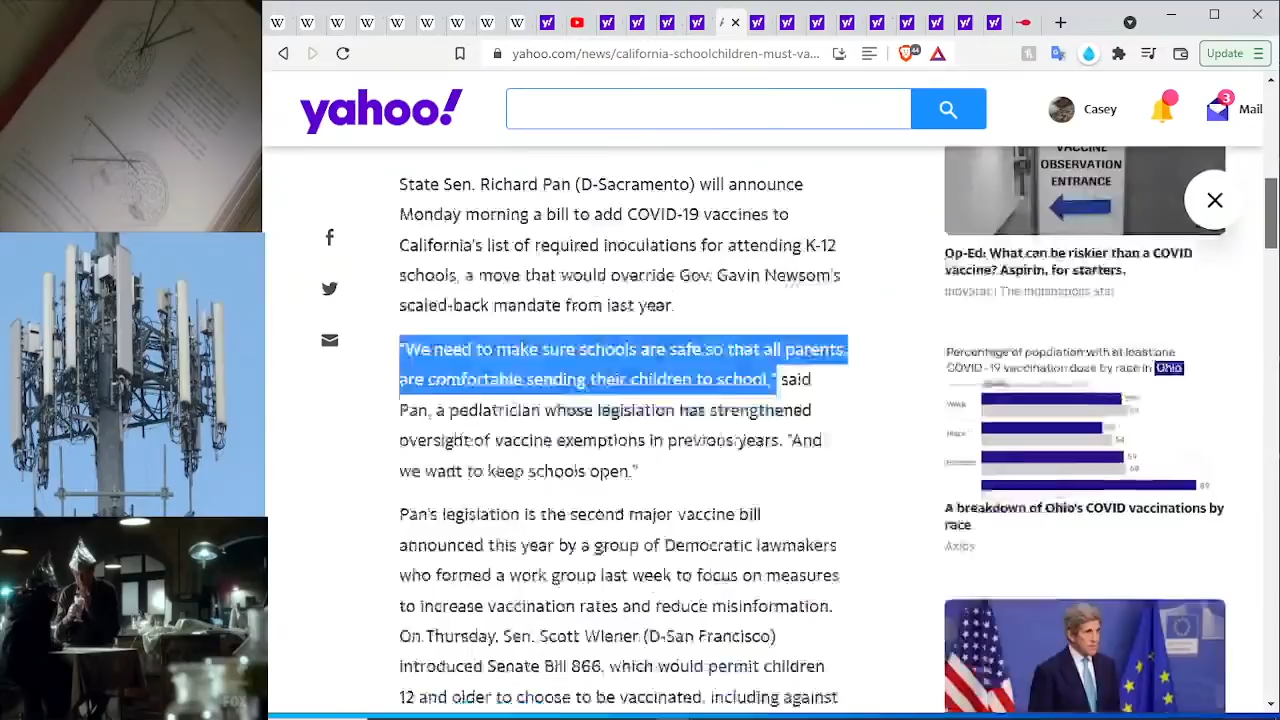 yahoo.com/news/california-schoolchildren-must-va...
44
Update
yahoo!
Casey
3
Mail
State Sen. Richard Pan (D-Sacramento) will announce
Monday morning a bill to add COVID-19 vaccines to
California's list of required inoculations for attending K-12
schools, a move that would override Gov. Gavin Newsom's
scaled-back mandate from last year.
"We need to make sure schools are safe so that all parents
are comfortable sending their children to school," said
Pan, a pediatrician whose legislation has strengthened
oversight of vaccine exemptions in previous years. "And
we want to keep schools open."
Pan's legislation is the second major vaccine bill
announced this year by a group of Democratic lawmakers
who formed a work group last week to focus on measures
to increase vaccination rates and reduce misinformation.
On Thursday, Sen. Scott Wiener (D-San Francisco)
introduced Senate Bill 866, which would permit children
12 and older to choose to be vaccinated, including against
VACCINE
OBSERVATION
ENTRANCE
Op-Ed: What can be riskier than a COVID
vaccine? Aspirin, for starters.
Percentage of population with at least one
COVID-19 vaccination dose by race in Ohio
59
60
89
A breakdown of Ohio's COVID vaccinations by
race
Axios
FOX